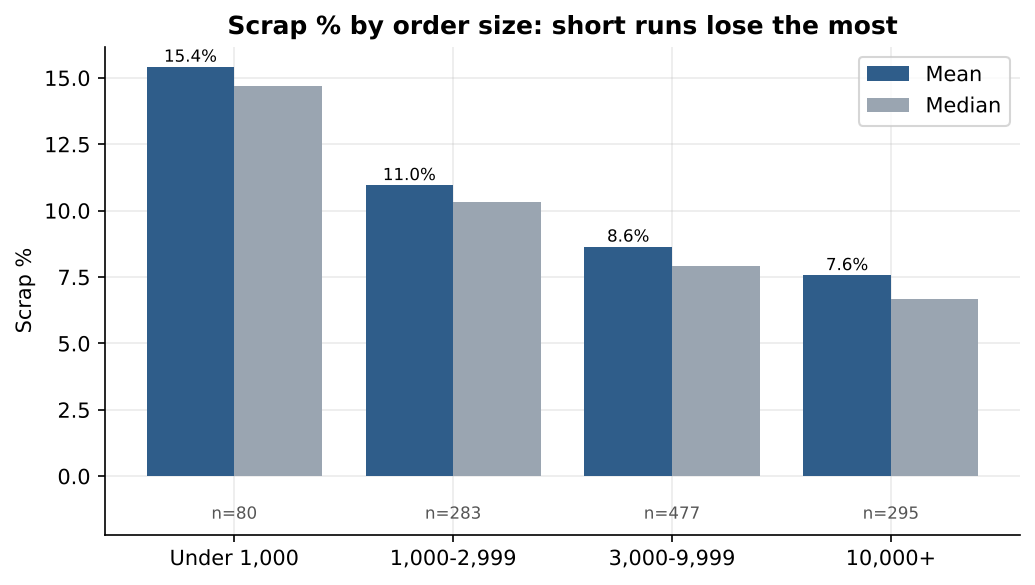 Scrap % by order size: short runs lose the most
Mean
Median
Scrap %
15.0
12.5
10.0
7.5
5.0
2.5
0.0
15.4%
11.0%
8.6%
7.6%
n=80
n=283
n=477
n=295
Under 1,000
1,000-2,999
3,000-9,999
10,000+